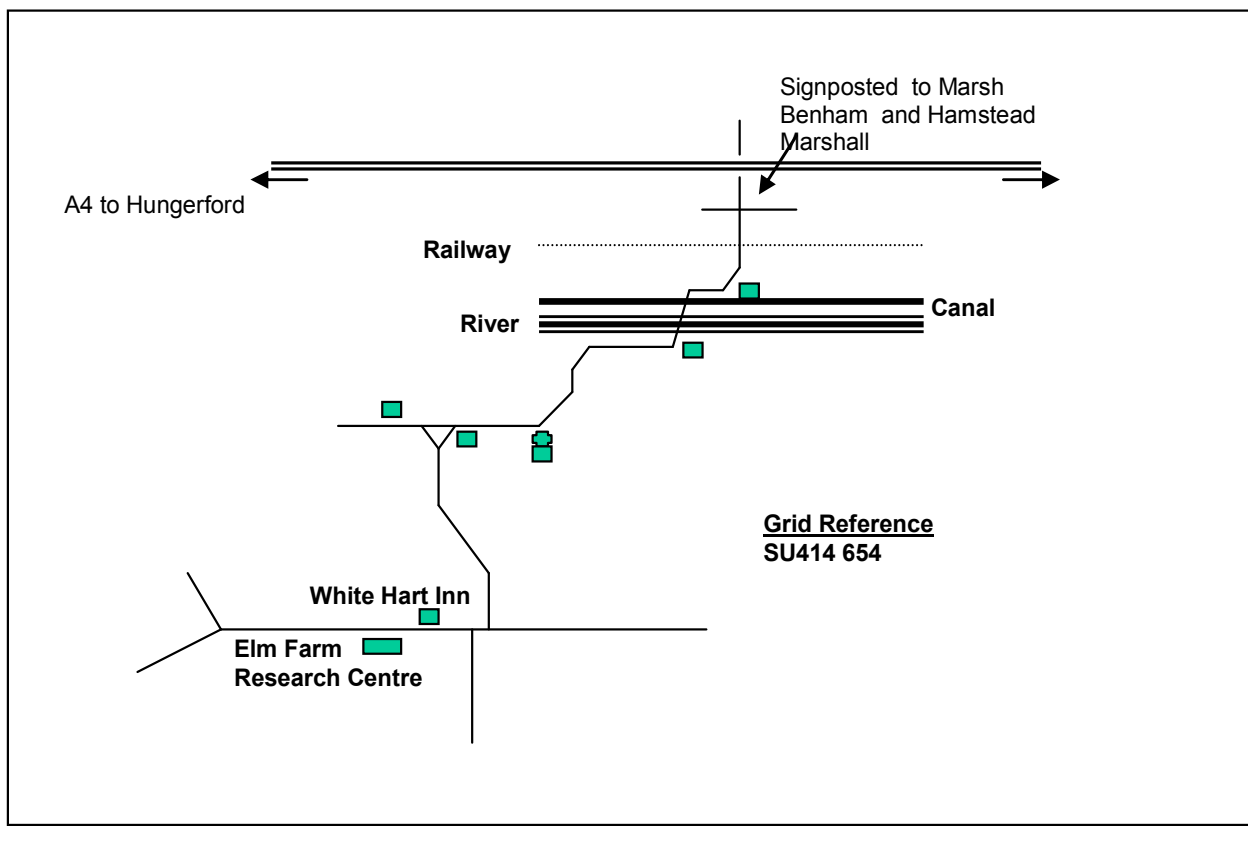 Signposted to Marsh
Benham and Hamstead
Marshall
A4 to Hungerford
Railway
Canal
River
Grid Reference
SU414 654
White Hart Inn
Elm Farm
Research Centre